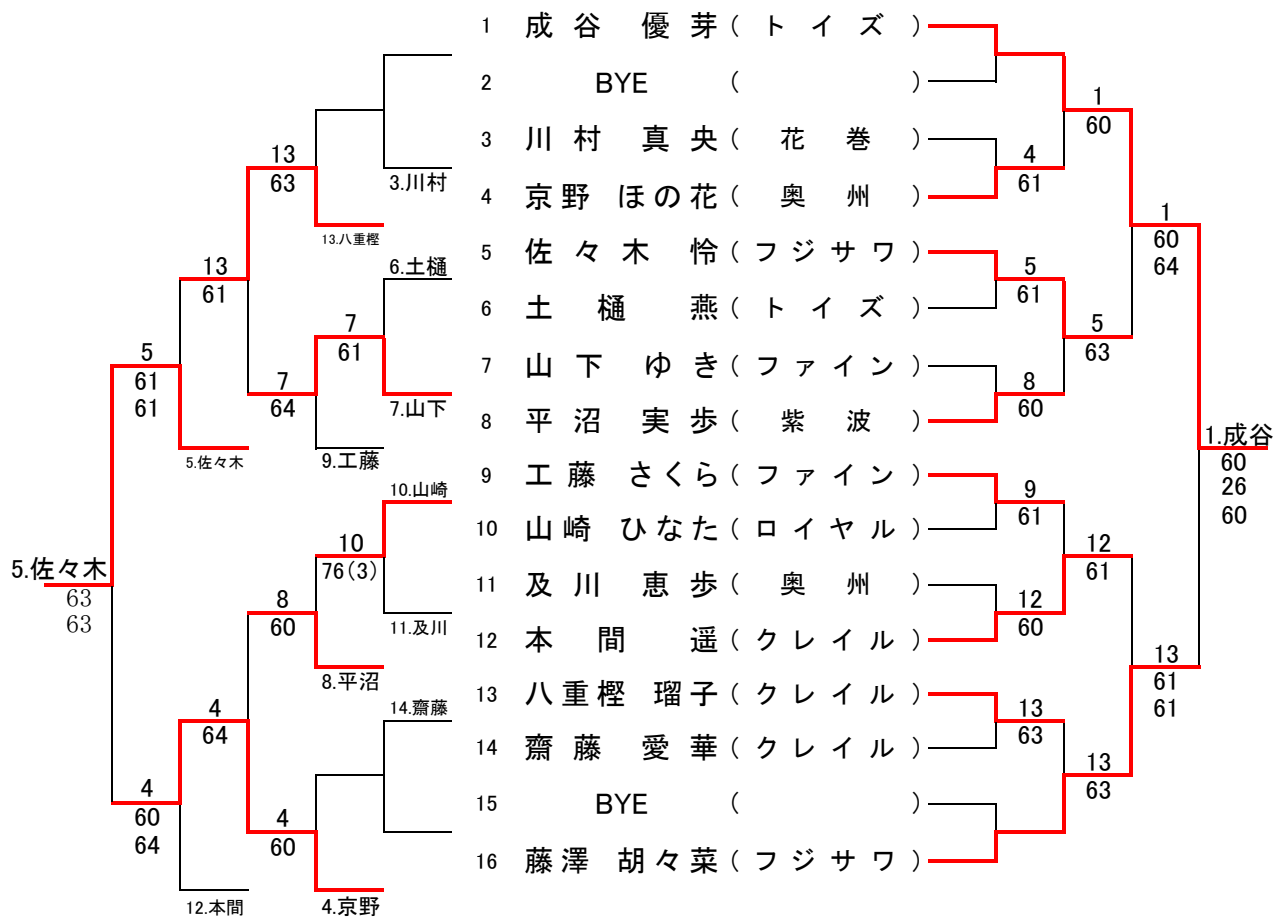 1 成谷 優芽 ( トイズ )
2 BYE ( )
3 川村 真央 ( 花巻 )
4 京野 ほの花 ( 奥州 )
5 佐々木 怜 ( フジサワ )
6 土樋 燕 ( トイズ )
7 山下 ゆき ( ファイン )
8 平沼 実歩 ( 紫波 )
9 工藤 さくら ( ファイン )
10 山崎 ひなた ( ロイヤル )
11 及川 恵歩 ( 奥州 )
12 本間 遥 ( クレイル )
13 八重樫 瑠子 ( クレイル )
14 齋藤 愛華 ( クレイル )
15 BYE ( )
16 藤澤 胡々菜 ( フジサワ )
4
61
5
61
8
60
9
61
12
60
13
63
1
60
5
63
12
61
13
63
1
60
64
13
61
61
1.成谷
60
26
60
3.川村
6.土樋
7.山下
10.山崎
11.及川
14.齋藤
7
61
10
76(3)
13.八重樫
9.工藤
8.平沼
4.京野
13
63
7
64
8
60
4
60
13
61
4
64
5.佐々木
12.本間
5
61
61
4
60
64
5.佐々木
63
63